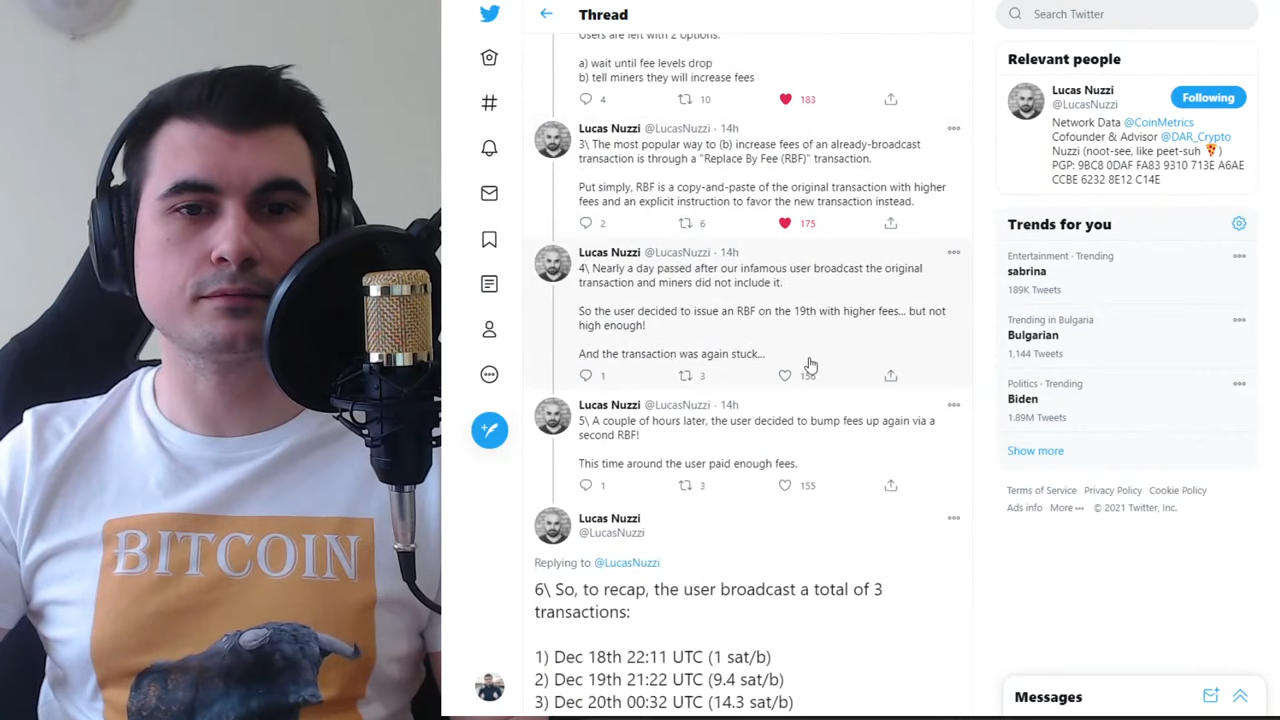 BITCOIN
Thread
Users are left with 2 options.
a) wait until fee levels drop
b) tell miners they will increase fees
4 10 183
Lucas Nuzzi @LucasNuzzi · 14h
3\ The most popular way to (b) increase fees of an already-broadcast
transaction is through a "Replace By Fee (RBF)" transaction.
Put simply, RBF is a copy-and-paste of the original transaction with higher
fees and an explicit instruction to favor the new transaction instead.
2 6 175
Lucas Nuzzi @LucasNuzzi · 14h
4\ Nearly a day passed after our infamous user broadcast the original
transaction and miners did not include it.
So the user decided to issue an RBF on the 19th with higher fees... but not
high enough!
And the transaction was again stuck...
1 3
Lucas Nuzzi @LucasNuzzi · 14h
5\ A couple of hours later, the user decided to bump fees up again via a
second RBF!
This time around the user paid enough fees.
1 3 155
Lucas Nuzzi
@LucasNuzzi
Replying to @LucasNuzzi
6\ So, to recap, the user broadcast a total of 3
transactions:
1) Dec 18th 22:11 UTC (1 sat/b)
2) Dec 19th 21:22 UTC (9.4 sat/b)
3) Dec 20th 00:32 UTC (14.3 sat/b)
Search Twitter
Relevant people
Lucas Nuzzi
@LucasNuzzi
Following
Network Data @CoinMetrics
Cofounder & Advisor @DAR_Crypto
Nuzzi (noot-see, like peet-suh 🍕)
PGP: 9BC8 0DAF FA83 9310 713E A6AE
CCBE 6232 8E12 C14E
Trends for you
Entertainment · Trending
sabrina
189K Tweets
Trending in Bulgaria
Bulgarian
1,144 Tweets
Politics · Trending
Biden
1.89M Tweets
Show more
Terms of Service Privacy Policy Cookie Policy
Ads info More ••• © 2021 Twitter, Inc.
Messages